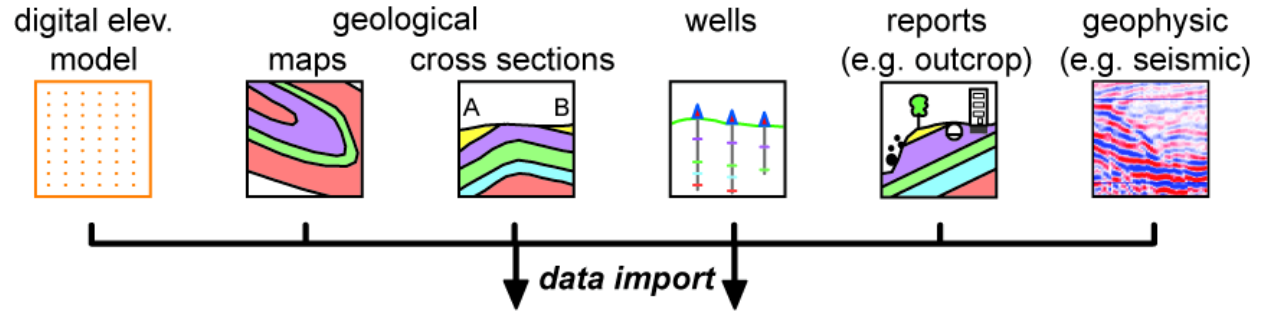 digital elev.
model
geological
maps
cross sections
wells
reports
(e.g. outcrop)
geophysic
(e.g. seismic)
A
B
data import